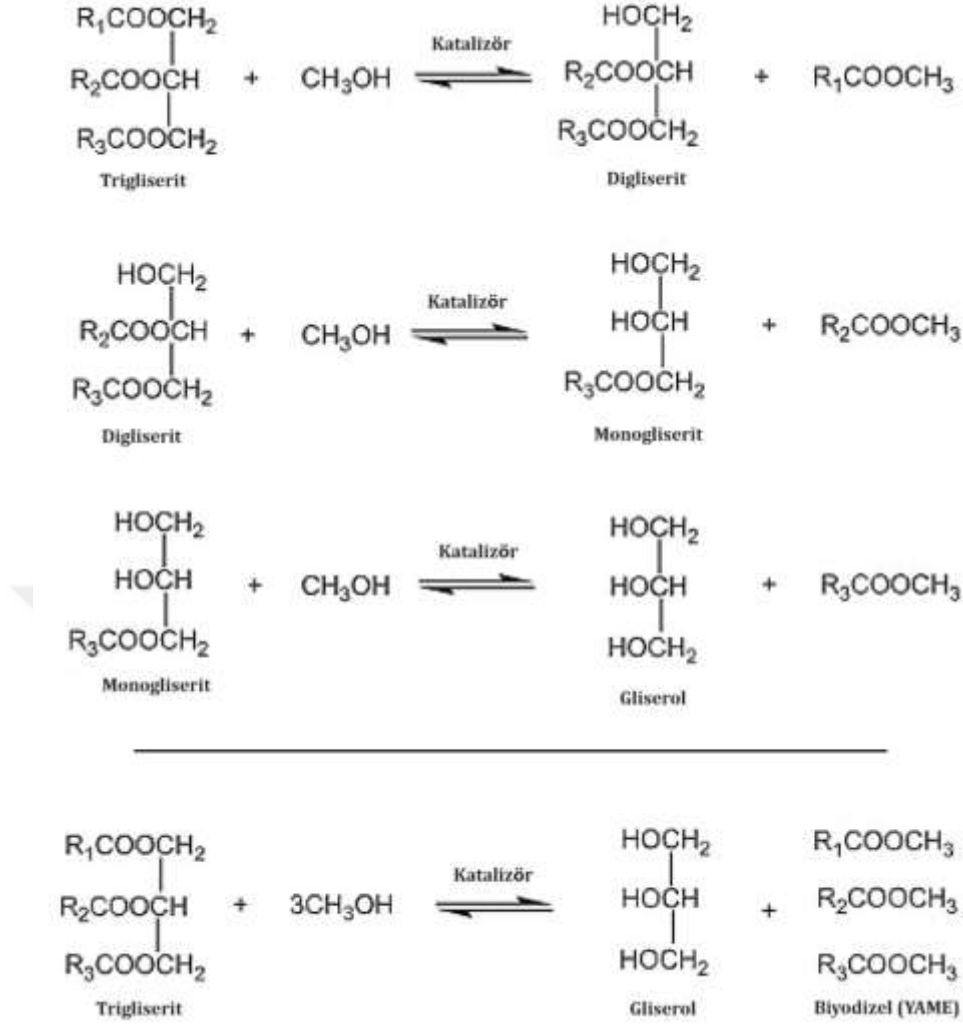 R₁COOCH₂ HOCH₂
Katalizör
R₂COOCH + CH₃OH R₂COOCH + R₁COOCH₃
R₃COOCH₂ R₃COOCH₂
Trigliserit Digliserit
HOCH₂ HOCH₂
Katalizör
R₂COOCH + CH₃OH HOCH + R₂COOCH₃
R₃COOCH₂ R₃COOCH₂
Digliserit Monogliserit
HOCH₂ HOCH₂
Katalizör
HOCH + CH₃OH HOCH + R₃COOCH₃
R₃COOCH₂ HOCH₂
Monogliserit Gliserol
R₁COOCH₂ HOCH₂ R₁COOCH₃
Katalizör
R₂COOCH + 3CH₃OH HOCH + R₂COOCH₃
R₃COOCH₂ HOCH₂ R₃COOCH₃
Trigliserit Gliserol Biyodizel (YAME)